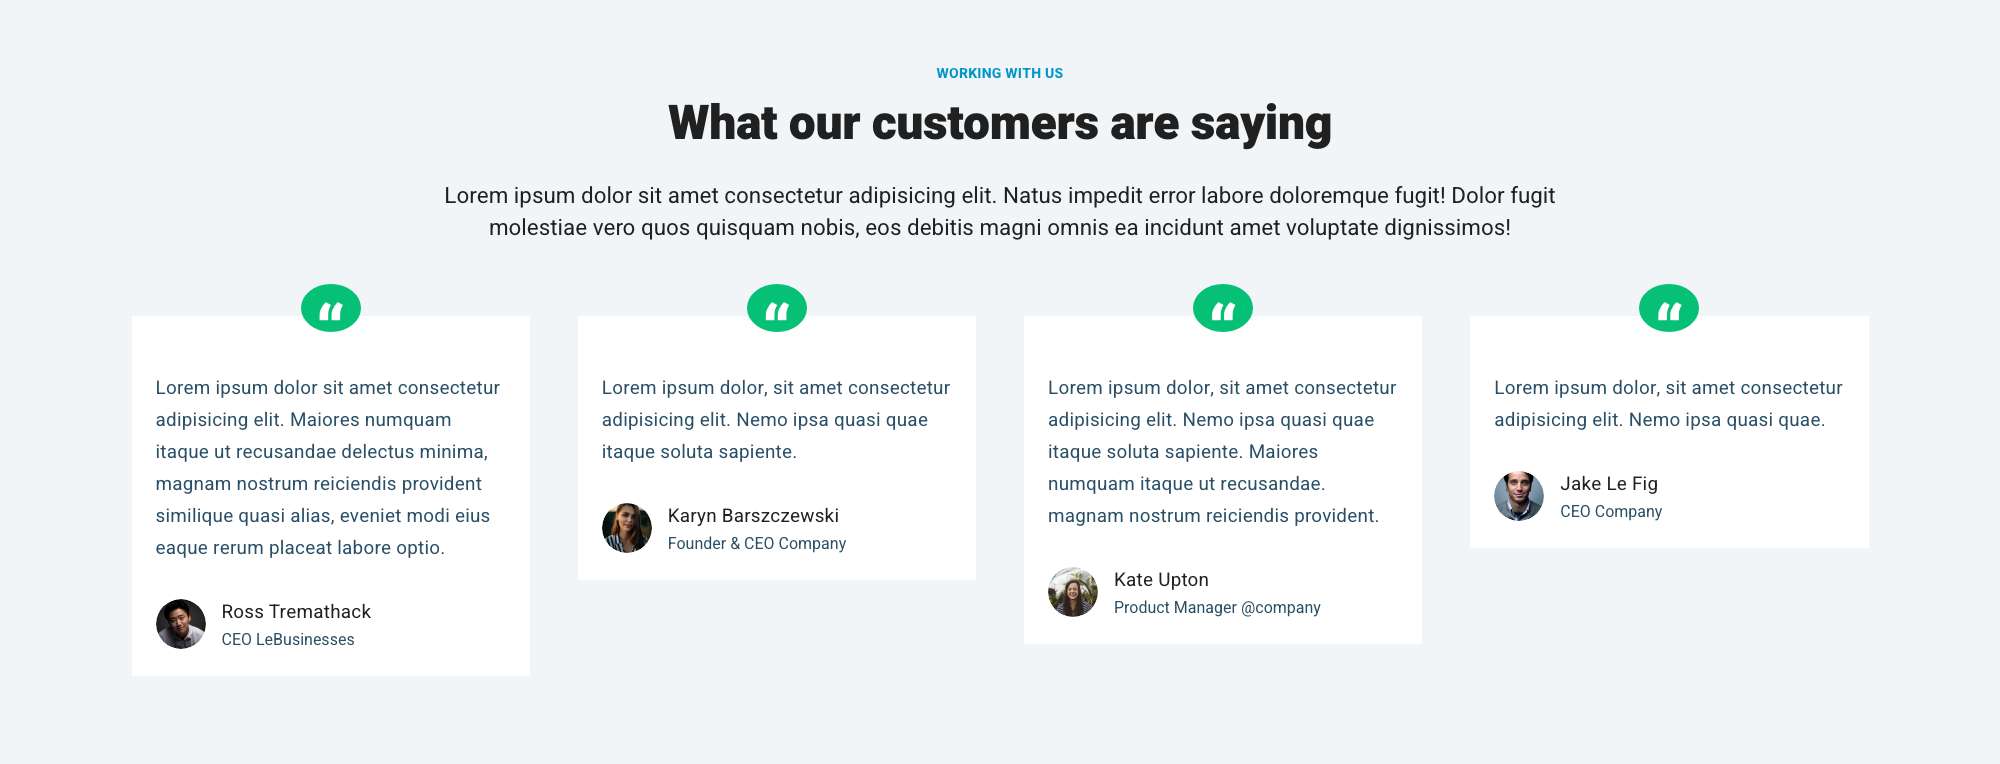 WORKING WITH US
What our customers are saying
Lorem ipsum dolor sit amet consectetur adipisicing elit. Natus impedit error labore doloremque fugit! Dolor fugit
molestiae vero quos quisquam nobis, eos debitis magni omnis ea incidunt amet voluptate dignissimos!
“
Lorem ipsum dolor sit amet consectetur
adipisicing elit. Maiores numquam
itaque ut recusandae delectus minima,
magnam nostrum reiciendis provident
similique quasi alias, eveniet modi eius
eaque rerum placeat labore optio.
Ross Tremathack
CEO LeBusinesses
“
Lorem ipsum dolor, sit amet consectetur
adipisicing elit. Nemo ipsa quasi quae
itaque soluta sapiente.
Karyn Barszczewski
Founder & CEO Company
“
Lorem ipsum dolor, sit amet consectetur
adipisicing elit. Nemo ipsa quasi quae
itaque soluta sapiente. Maiores
numquam itaque ut recusandae.
magnam nostrum reiciendis provident.
Kate Upton
Product Manager @company
“
Lorem ipsum dolor, sit amet consectetur
adipisicing elit. Nemo ipsa quasi quae.
Jake Le Fig
CEO Company